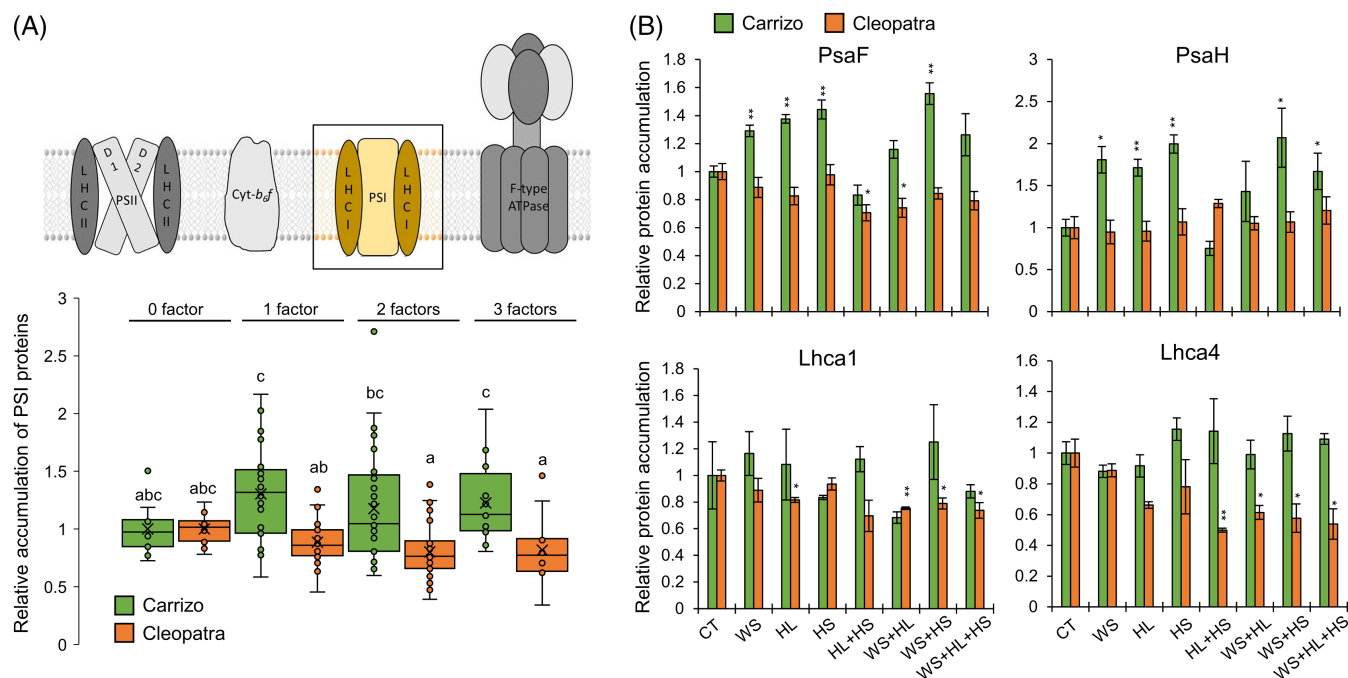 (A)
LHCII
D1
D2
PSII
LHCII
Cyt-b₆f
LHCI
PSI
LHCI
F-type
ATPase
Relative accumulation of PSI proteins
3
2.5
2
1.5
1
0.5
0
0 factor 1 factor 2 factors 3 factors
abc abc c ab bc a c a
Carrizo
Cleopatra
(B)
Carrizo Cleopatra
PsaF
Relative protein accumulation
1.8
1.6
1.4
1.2
1
0.8
0.6
0.4
0.2
0
** ** ** * * **
PsaH
3
2.5
2
1.5
1
0.5
0
* ** ** * *
Lhca1
Relative protein accumulation
1.8
1.6
1.4
1.2
1
0.8
0.6
0.4
0.2
0
* ** * *
CT WS HL HS HL+HS WS+HL WS+HS WS+HL+HS
Lhca4
1.6
1.4
1.2
1
0.8
0.6
0.4
0.2
0
** * * *
CT WS HL HS HL+HS WS+HL WS+HS WS+HL+HS